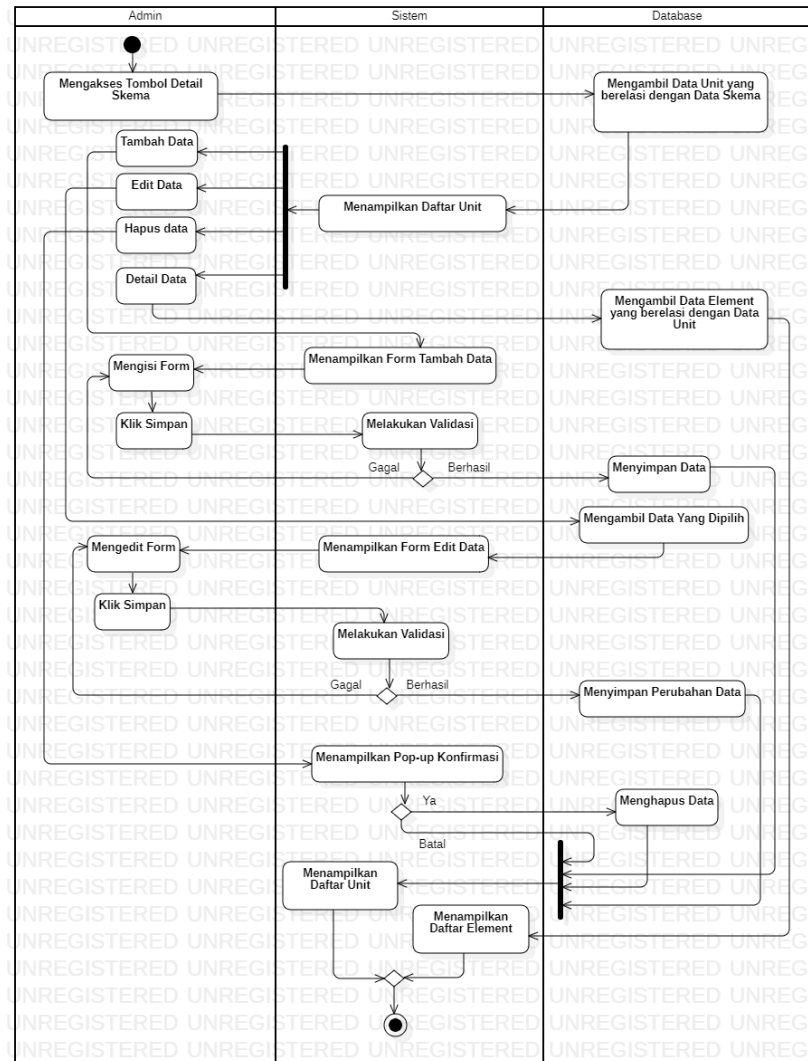 Admin
Sistem
Database
Mengakses Tombol Detail
Skema
Mengambil Data Unit yang
berelasi dengan Data Skema
Tambah Data
Edit Data
Menampilkan Daftar Unit
Hapus data
Detail Data
Mengambil Data Element
yang berelasi dengan Data
Unit
Menampilkan Form Tambah Data
Mengisi Form
Klik Simpan
Melakukan Validasi
Gagal
Berhasil
Menyimpan Data
Mengambil Data Yang Dipilih
Mengedit Form
Menampilkan Form Edit Data
Klik Simpan
Melakukan Validasi
Gagal
Berhasil
Menyimpan Perubahan Data
Menampilkan Pop-up Konfirmasi
Ya
Menghapus Data
Batal
Menampilkan
Daftar Unit
Menampilkan
Daftar Element
UNREGISTERED UNREGISTERED UNREGISTERED UNREG